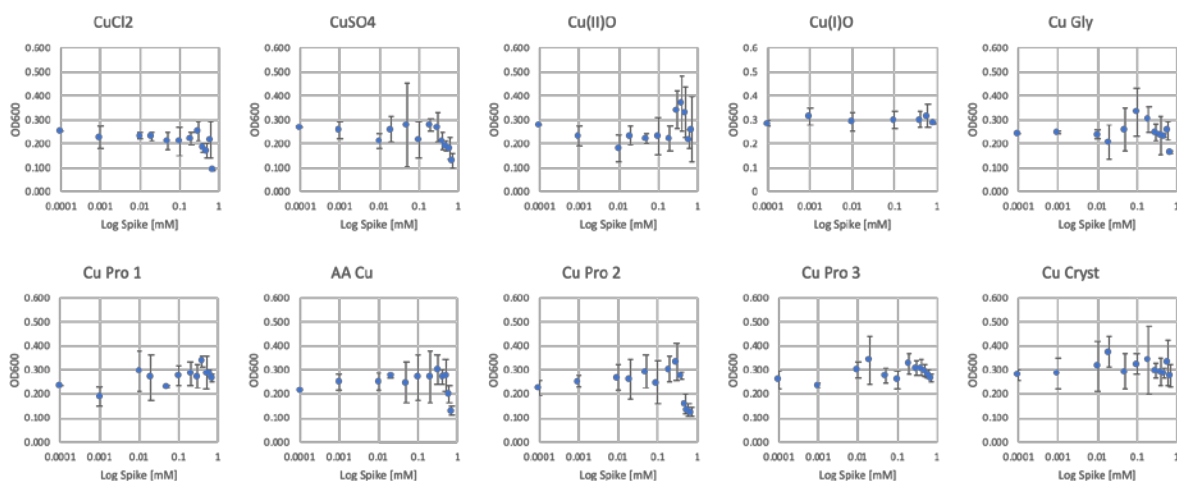 CuCl2 CuSO4 Cu(II)O Cu(I)O Cu Gly
0.600 0.600 0.600 0.6 0.600
0.500 0.500 0.500 0.5 0.500
0.400 0.400 0.400 0.4 0.400
0.300 0.300 0.300 0.3 0.300
0.200 0.200 0.200 0.2 0.200
0.100 0.100 0.100 0.1 0.100
0.000 0.000 0.000 0 0.000
OD600 OD600 OD600 OD600 OD600
0.0001 0.001 0.01 0.1 1 0.0001 0.001 0.01 0.1 1 0.0001 0.001 0.01 0.1 1 0.0001 0.001 0.01 0.1 1 0.0001 0.001 0.01 0.1 1
Log Spike [mM] Log Spike [mM] Log Spike [mM] Log Spike [mM] Log Spike [mM]
Cu Pro 1 AA Cu Cu Pro 2 Cu Pro 3 Cu Cryst
0.600 0.600 0.600 0.600 0.600
0.500 0.500 0.500 0.500 0.500
0.400 0.400 0.400 0.400 0.400
0.300 0.300 0.300 0.300 0.300
0.200 0.200 0.200 0.200 0.200
0.100 0.100 0.100 0.100 0.100
0.000 0.000 0.000 0.000 0.000
OD600 OD600 OD600 OD600 OD600
0.0001 0.001 0.01 0.1 1 0.0001 0.001 0.01 0.1 1 0.0001 0.001 0.01 0.1 1 0.0001 0.001 0.01 0.1 1 0.0001 0.001 0.01 0.1 1
Log Spike [mM] Log Spike [mM] Log Spike [mM] Log Spike [mM] Log Spike [mM]